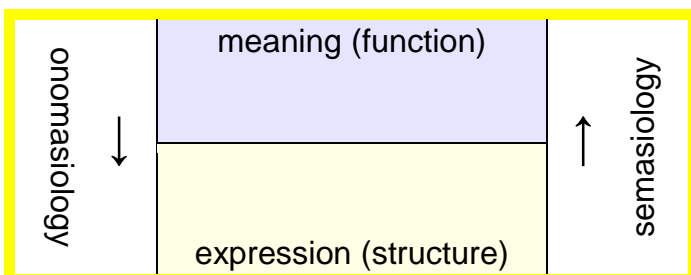 meaning (function)
onomasiology
↓
↑
semasiology
expression (structure)